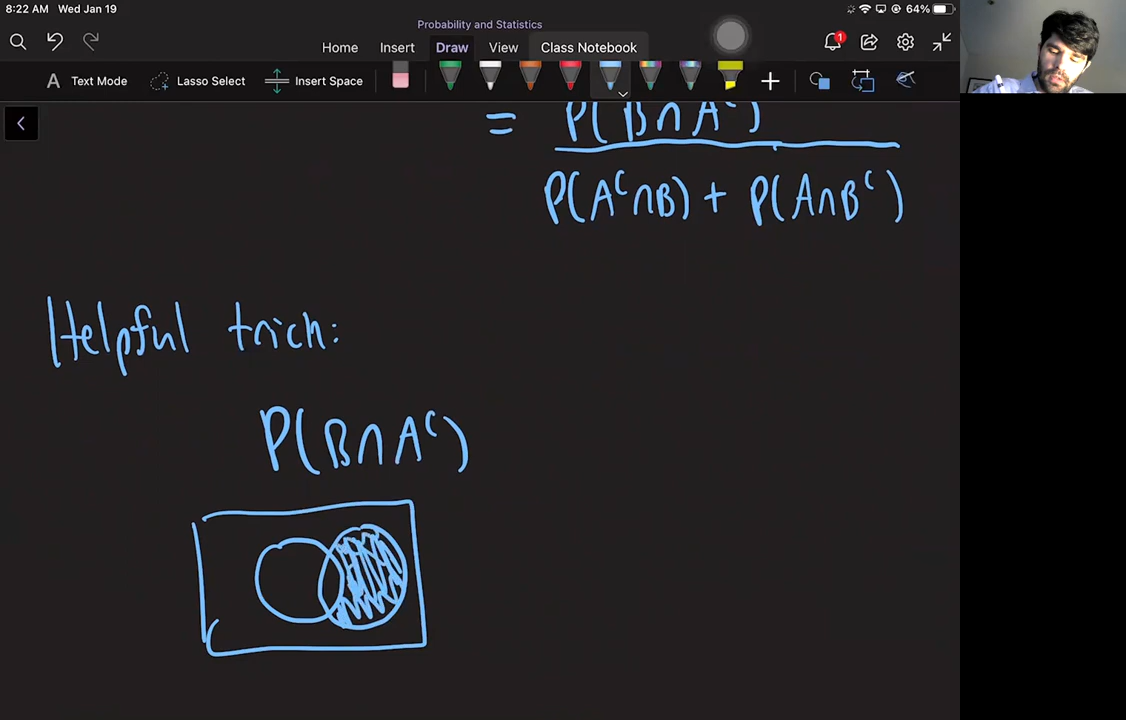 8:22 AM Wed Jan 19
64%
Probability and Statistics
Home Insert Draw View Class Notebook
1
A Text Mode Lasso Select Insert Space
= P(B∩Aᶜ)
P(Aᶜ∩B) + P(A∩Bᶜ)
Helpful trick:
P(B∩Aᶜ)